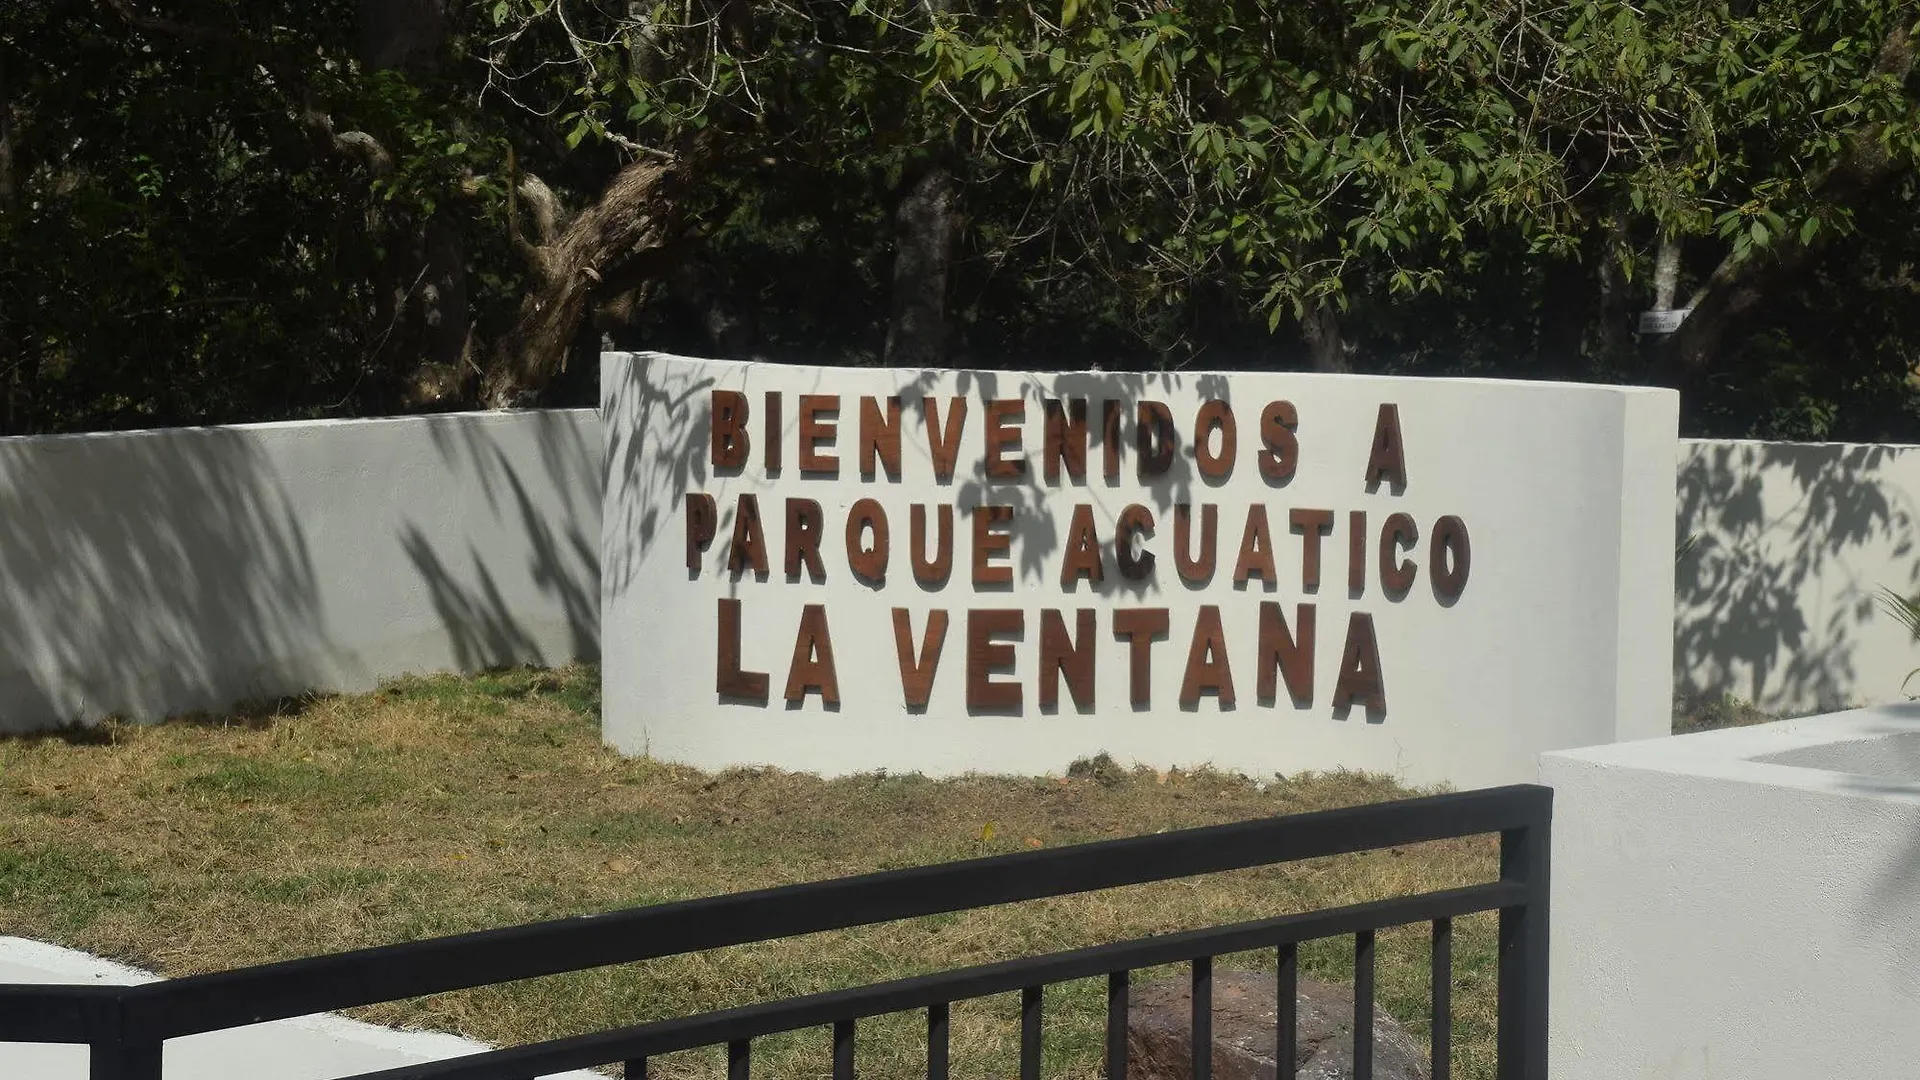 BIENVENIDOS A
PARQUE ACUATICO
LA VENTANA